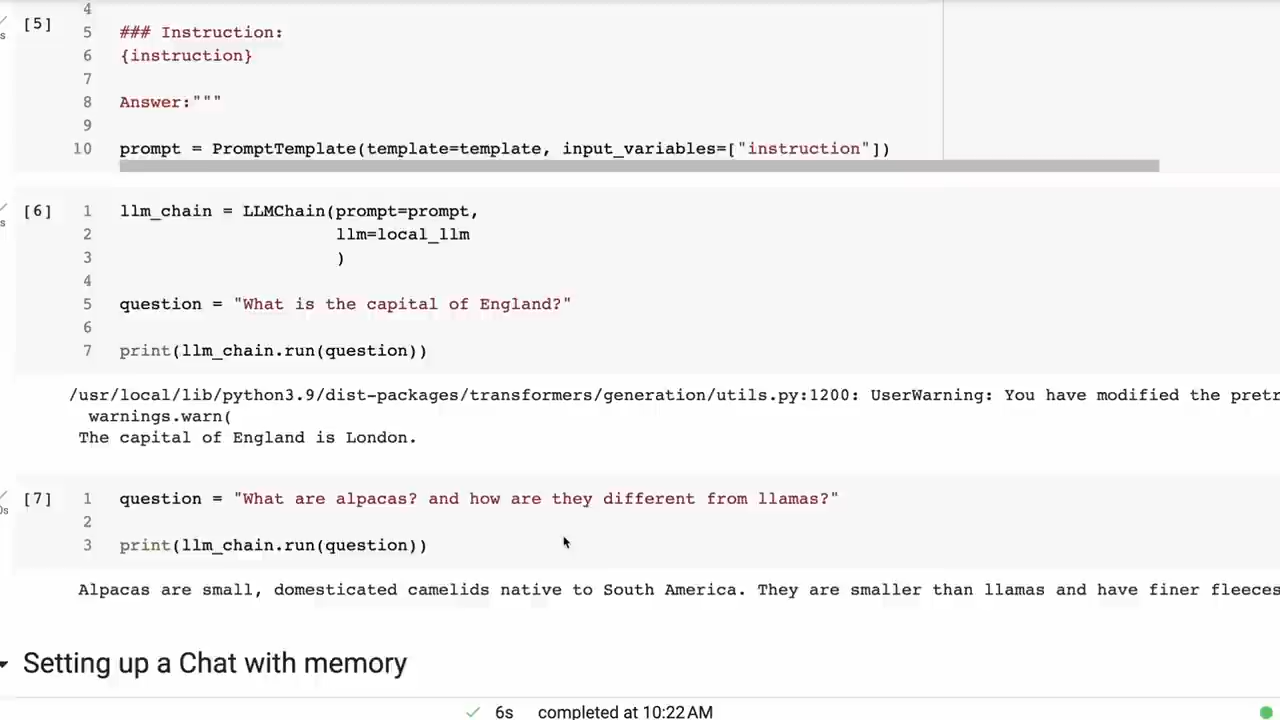 4
[5] 5 ### Instruction:
6 {instruction}
7
8 Answer:"""
9
10 prompt = PromptTemplate(template=template, input_variables=["instruction"])
[6] 1 llm_chain = LLMChain(prompt=prompt,
2 llm=local_llm
3 )
4
5 question = "What is the capital of England?"
6
7 print(llm_chain.run(question))
/usr/local/lib/python3.9/dist-packages/transformers/generation/utils.py:1200: UserWarning: You have modified the pretr
warnings.warn(
The capital of England is London.
[7] 1 question = "What are alpacas? and how are they different from llamas?"
2
3 print(llm_chain.run(question))
Alpacas are small, domesticated camelids native to South America. They are smaller than llamas and have finer fleeces
Setting up a Chat with memory
6s completed at 10:22 AM